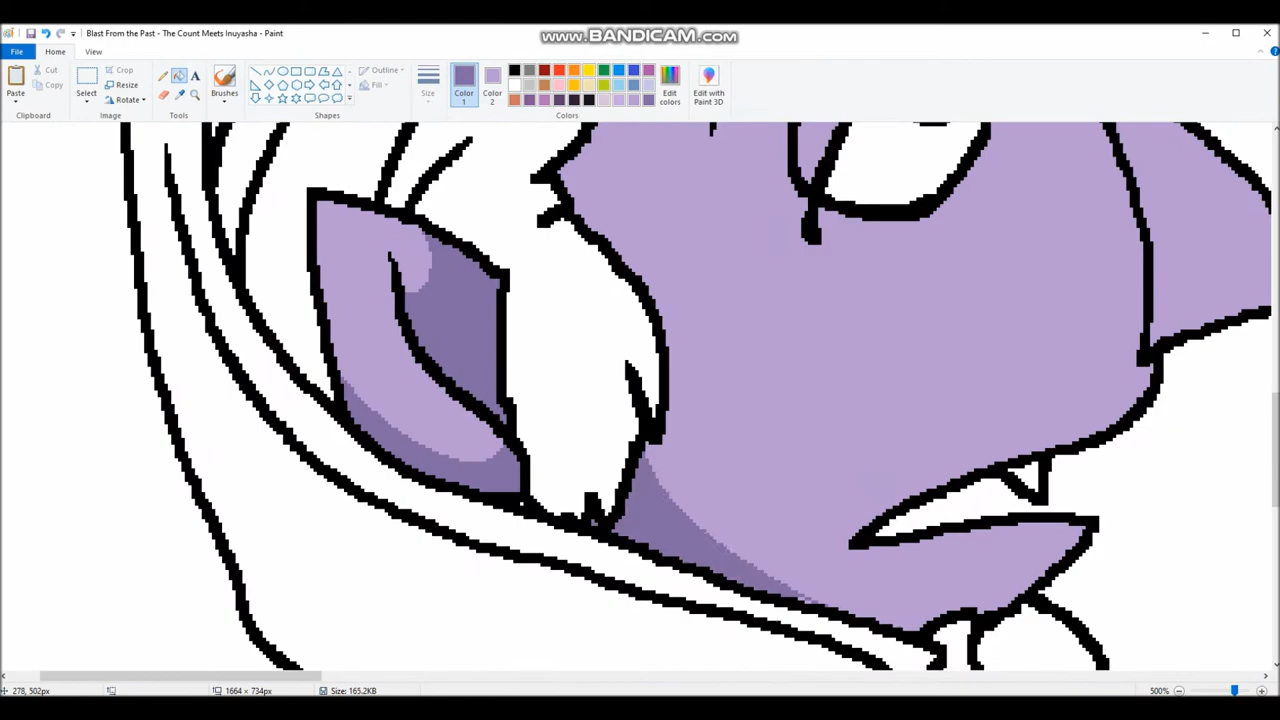 www.BANDICAM.com
Blast From the Past - The Count Meets Inuyasha - Paint
File
Home
View
Paste
Cut
Copy
Clipboard
Select
Crop
Resize
Rotate
Image
A
Tools
Brushes
Shapes
Outline
Fill
Size
Color 1
Color 2
Edit colors
Edit with Paint 3D
Colors
278, 502px
1664 × 734px
Size: 165.2KB
500%